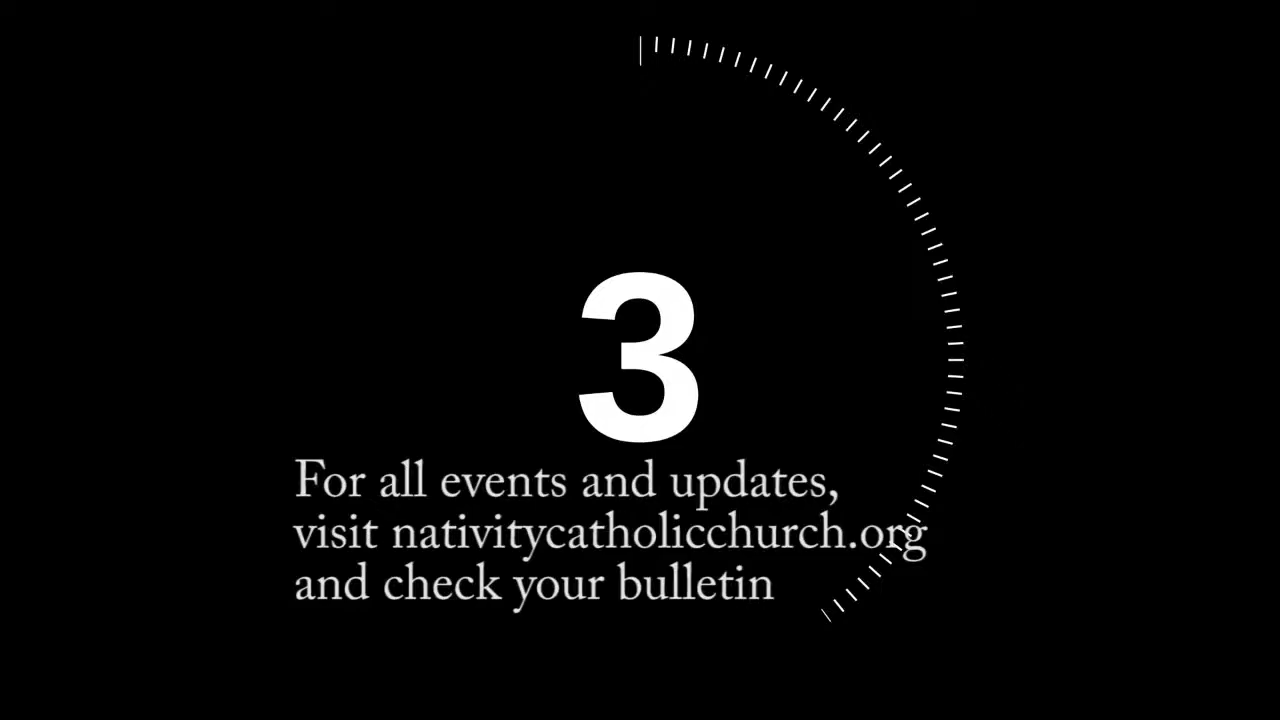 3
For all events and updates,
visit nativitycatholicchurch.org
and check your bulletin